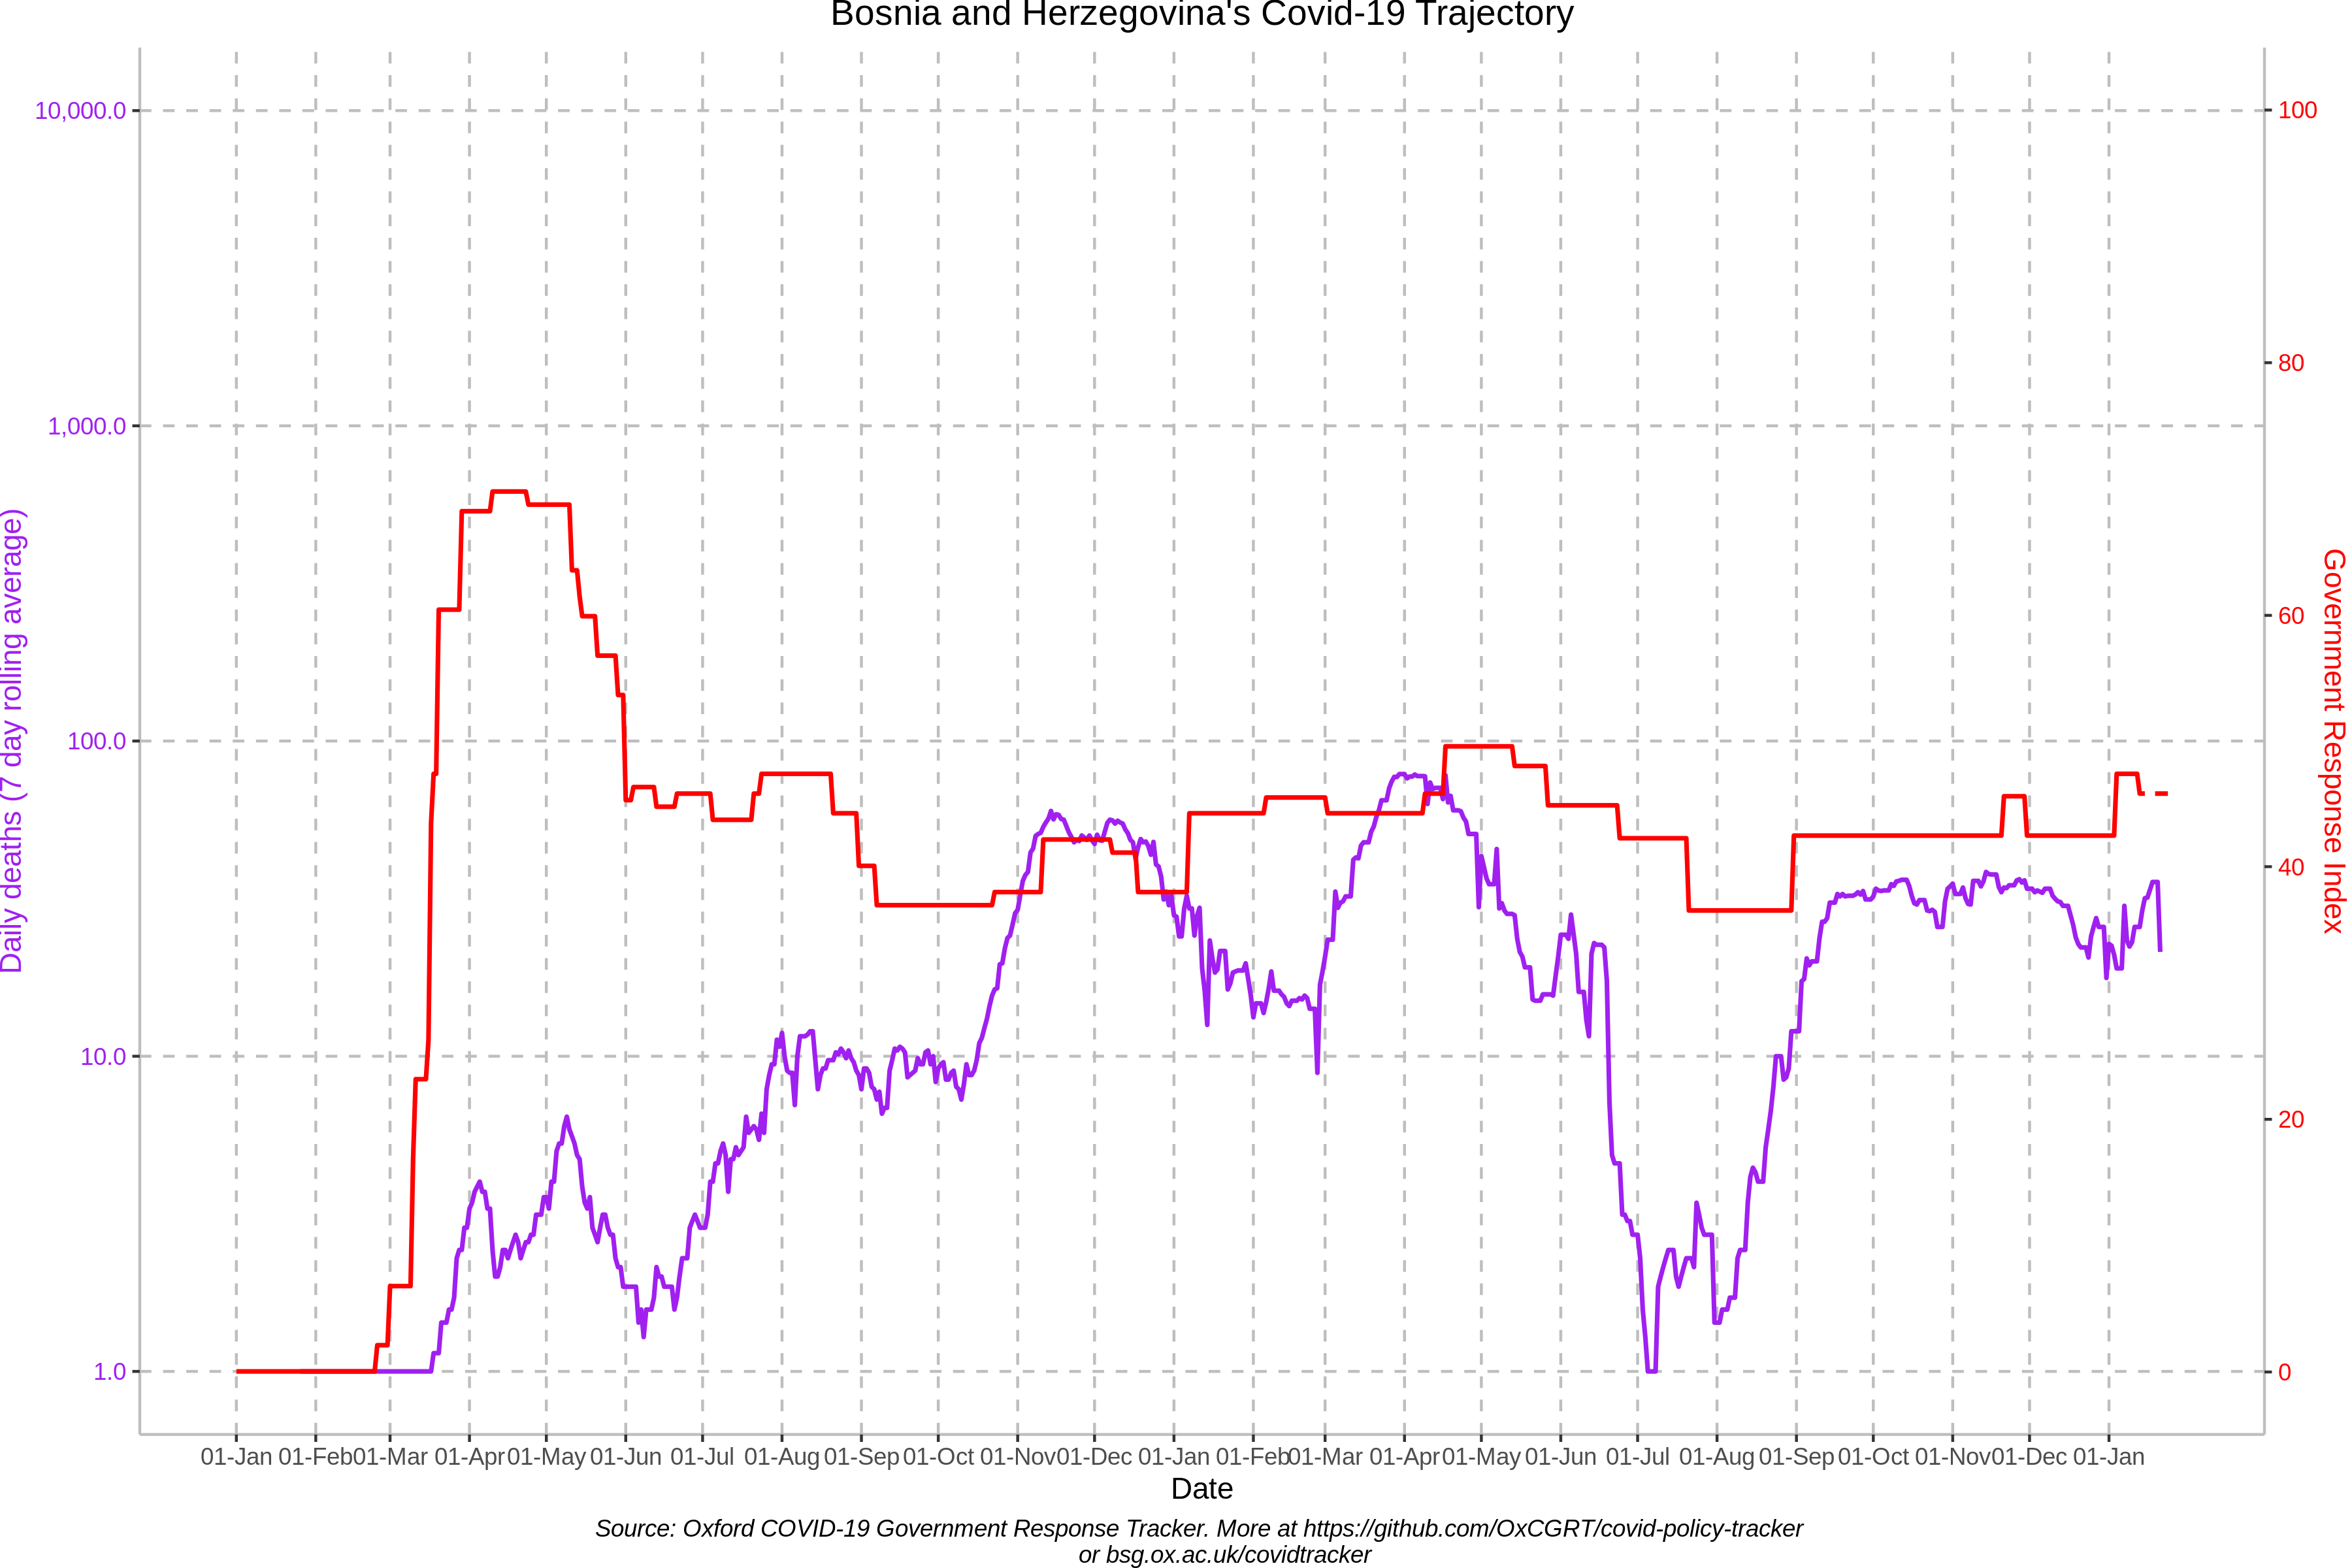 Bosnia and Herzegovina's Covid-19 Trajectory
10,000.0
1,000.0
100.0
10.0
1.0
Daily deaths (7 day rolling average)
100
80
60
40
20
0
Government Response Index
01-Jan 01-Feb 01-Mar 01-Apr 01-May 01-Jun 01-Jul 01-Aug 01-Sep 01-Oct 01-Nov 01-Dec 01-Jan 01-Feb 01-Mar 01-Apr 01-May 01-Jun 01-Jul 01-Aug 01-Sep 01-Oct 01-Nov 01-Dec 01-Jan
Date
Source: Oxford COVID-19 Government Response Tracker. More at https://github.com/OxCGRT/covid-policy-tracker
or bsg.ox.ac.uk/covidtracker